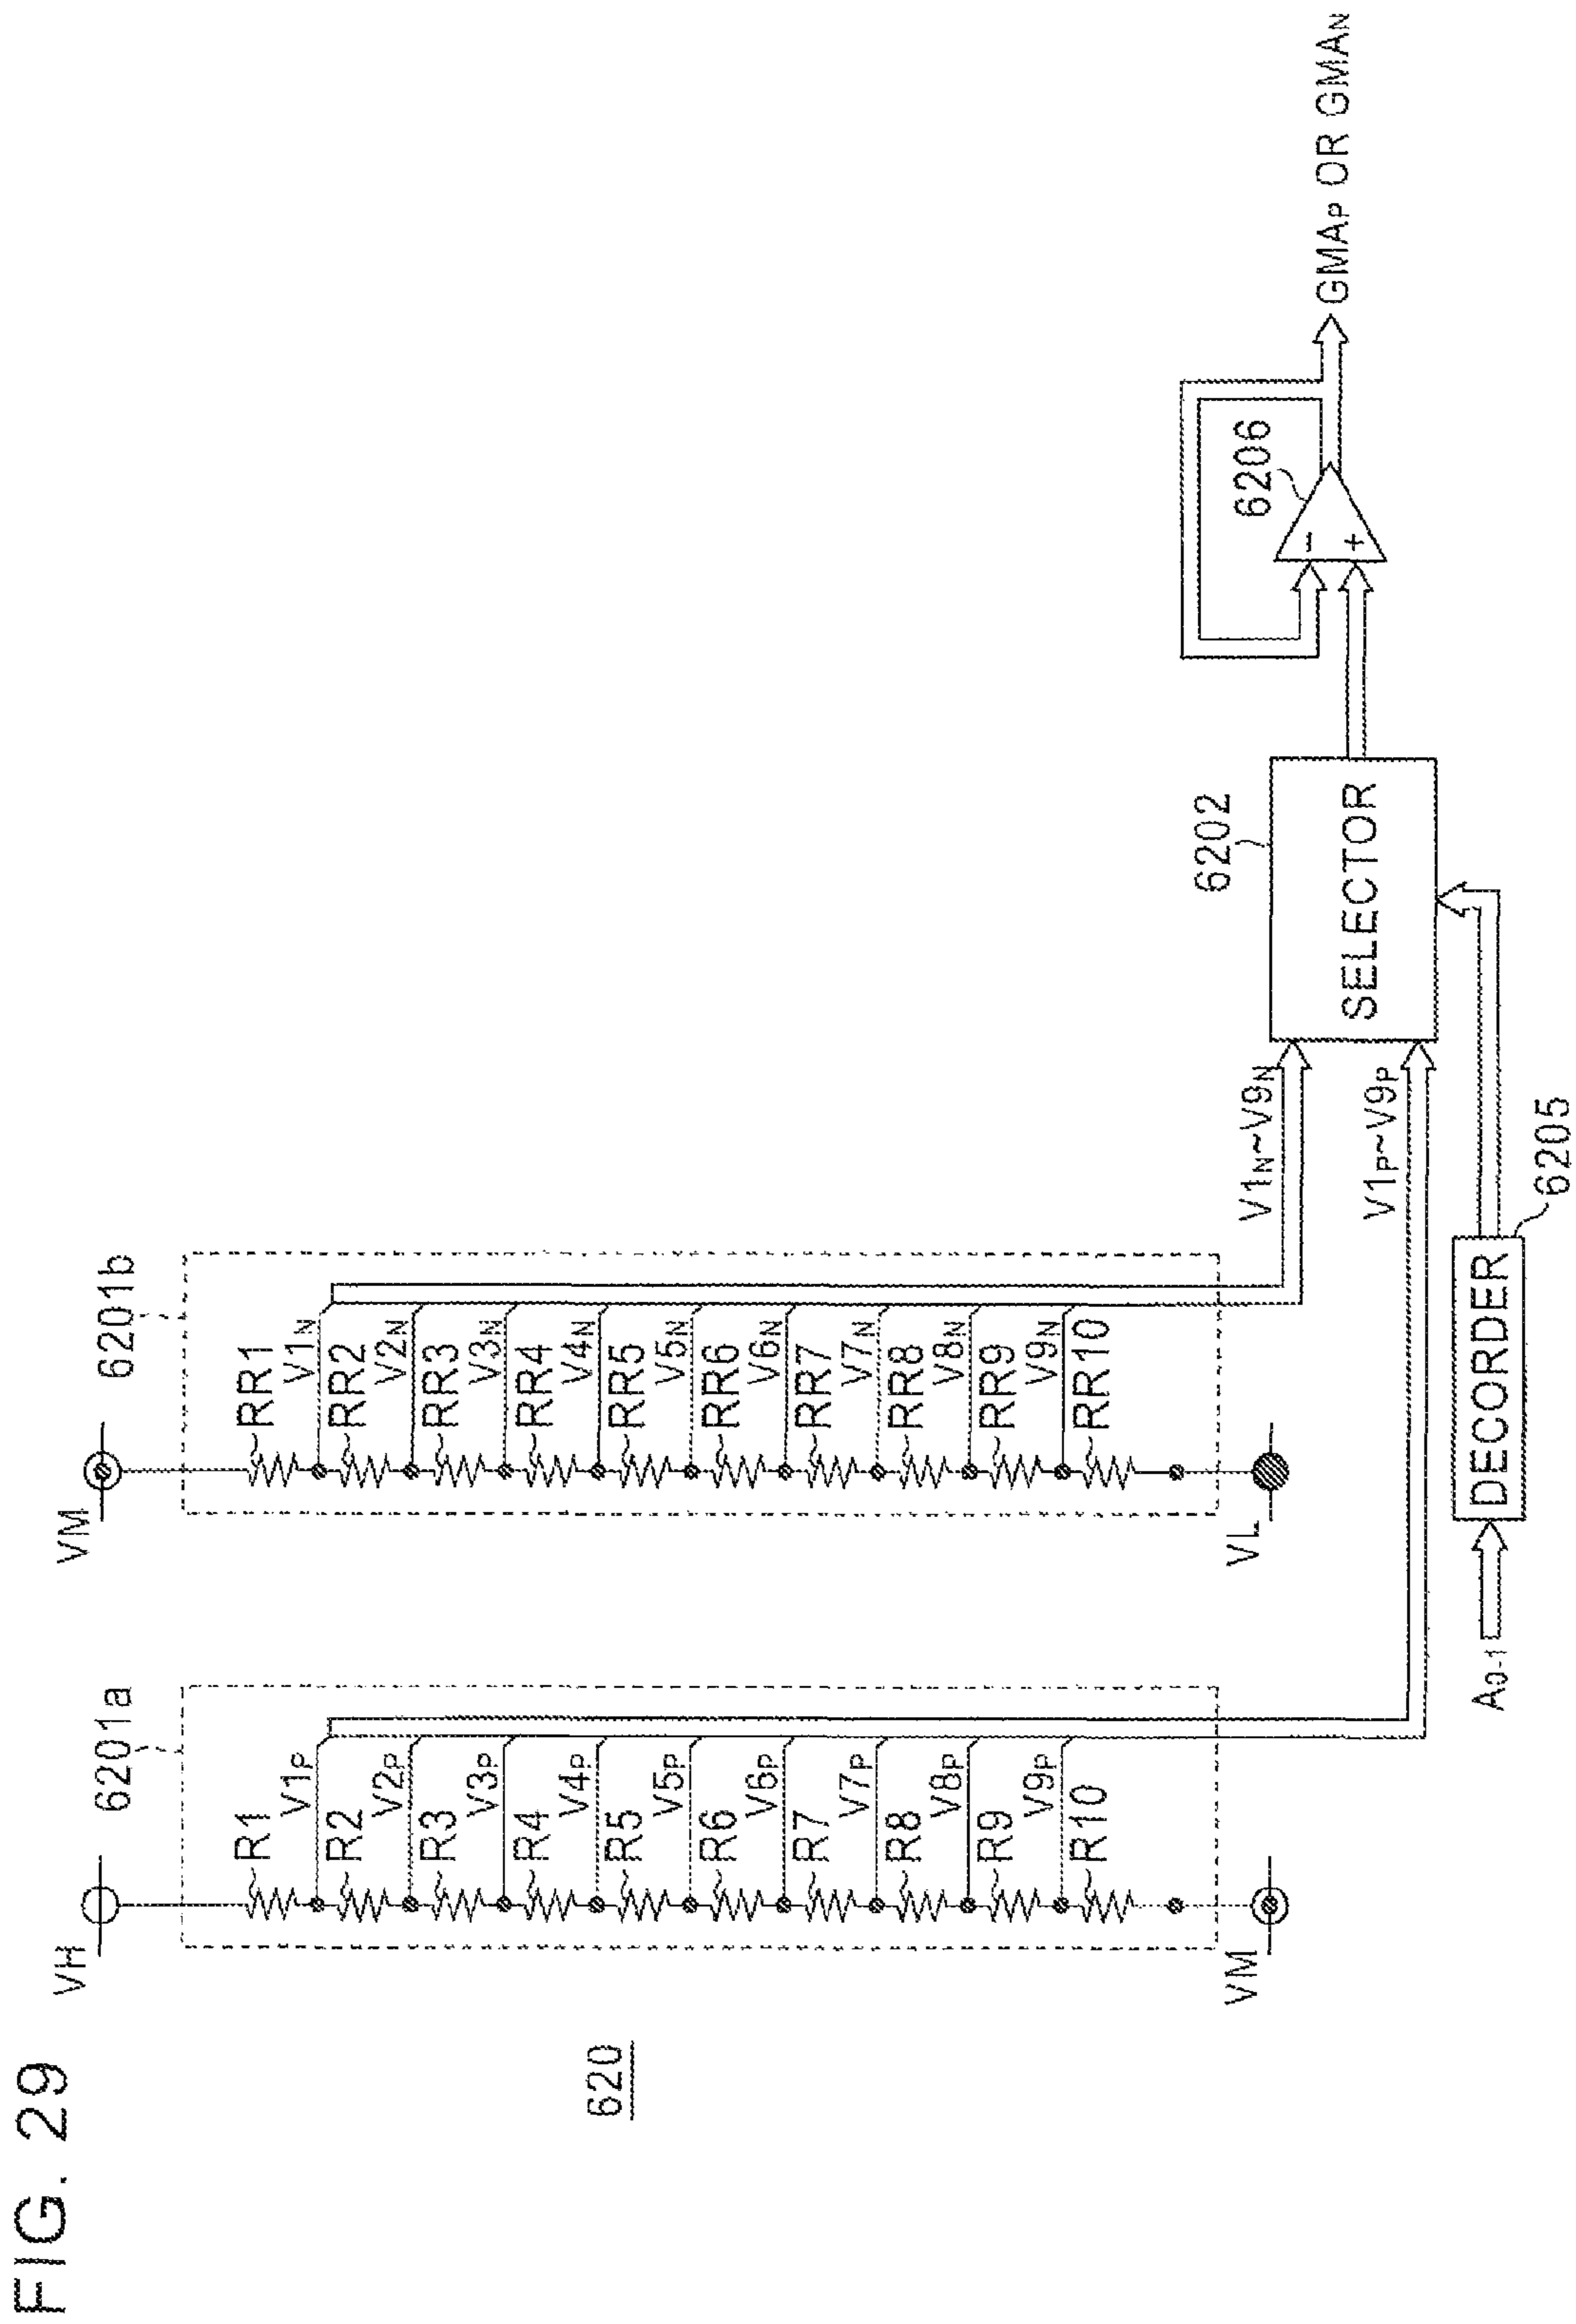 FIG. 29
620
VH
6201a
R1
V1P
R2
V2P
R3
V3P
R4
V4P
R5
V5P
R6
V6P
R7
V7P
R8
V8P
R9
V9P
R10
VM
VM
6201b
RR1
V1N
RR2
V2N
RR3
V3N
RR4
V4N
RR5
V5N
RR6
V6N
RR7
V7N
RR8
V8N
RR9
V9N
RR10
VL
V1N~V9N
V1P~V9P
A0-1
DECORDER
6205
6202
SELECTOR
6206
−
+
GMAP OR GMAN